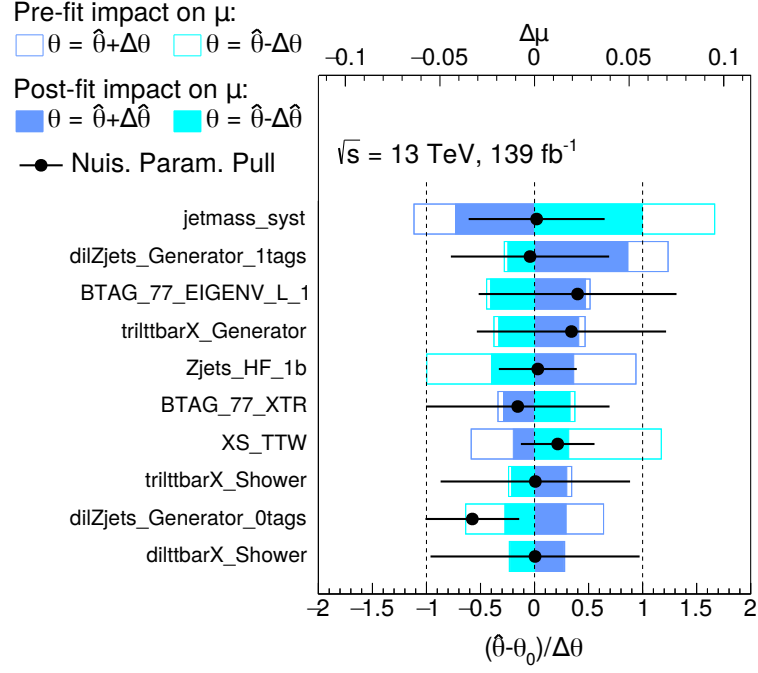 Pre-fit impact on μ:
θ = θ̂+Δθ θ = θ̂-Δθ
Post-fit impact on μ:
θ = θ̂+Δθ̂ θ = θ̂-Δθ̂
Nuis. Param. Pull
Δμ
−0.1 −0.05 0 0.05 0.1
√s = 13 TeV, 139 fb⁻¹
jetmass_syst
dilZjets_Generator_1tags
BTAG_77_EIGENV_L_1
trilttbarX_Generator
Zjets_HF_1b
BTAG_77_XTR
XS_TTW
trilttbarX_Shower
dilZjets_Generator_0tags
dilttbarX_Shower
−2 −1.5 −1 −0.5 0 0.5 1 1.5 2
(θ̂-θ₀)/Δθ